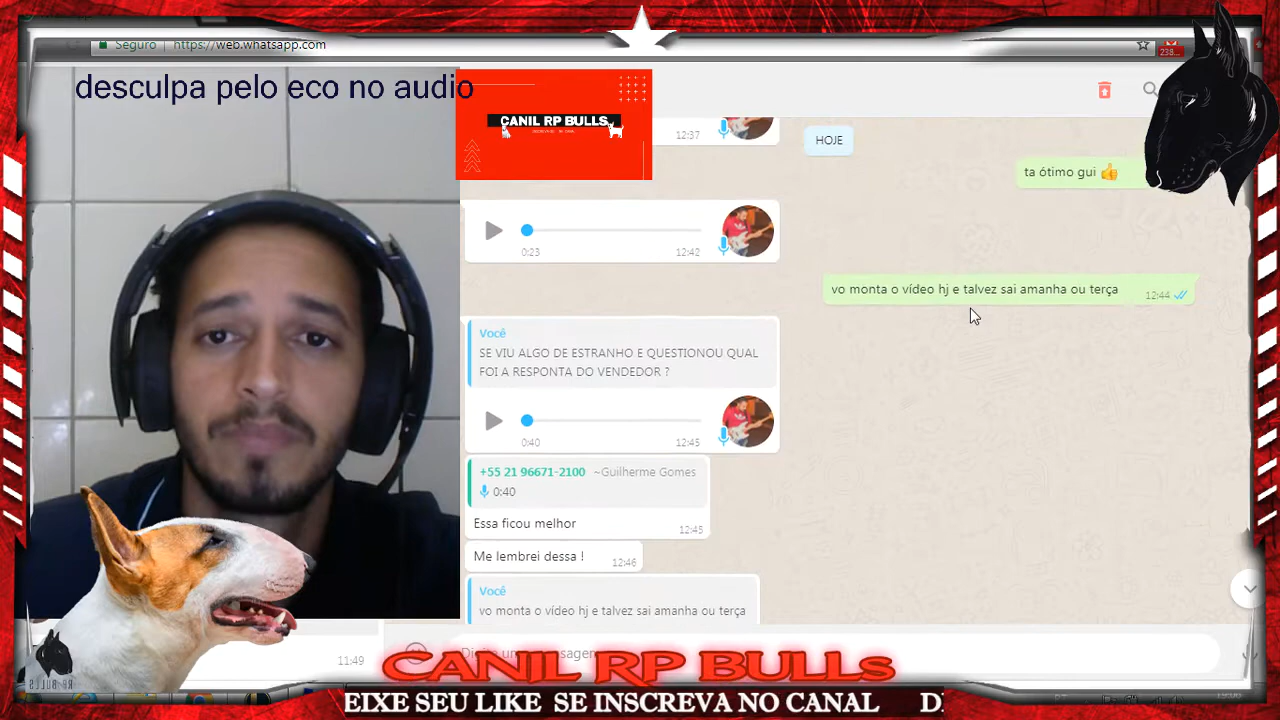 Seguro
https://web.whatsapp.com
238...
desculpa pelo eco no audio
CANIL RP BULLS
12:37
HOJE
ta ótimo gui 👍
0:23
12:42
vo monta o vídeo hj e talvez sai amanha ou terça
12:44
Você
SE VIU ALGO DE ESTRANHO E QUESTIONOU QUAL
FOI A RESPONTA DO VENDEDOR ?
0:40
12:45
+55 21 96671-2100 ~Guilherme Gomes
0:40
Essa ficou melhor
12:45
Me lembrei dessa !
12:46
Você
vo monta o vídeo hj e talvez sai amanha ou terça
11:49
CANIL RP BULLs
EIXE SEU LIKE SE INSCREVA NO CANAL